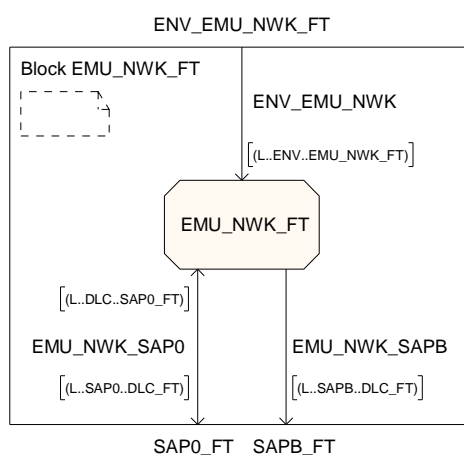 ENV_EMU_NWK_FT
Block EMU_NWK_FT
ENV_EMU_NWK
[(L..ENV..EMU_NWK_FT)]
EMU_NWK_FT
[(L..DLC..SAP0_FT)]
EMU_NWK_SAP0
EMU_NWK_SAPB
[(L..SAP0..DLC_FT)]
[(L..SAPB..DLC_FT)]
SAP0_FT
SAPB_FT